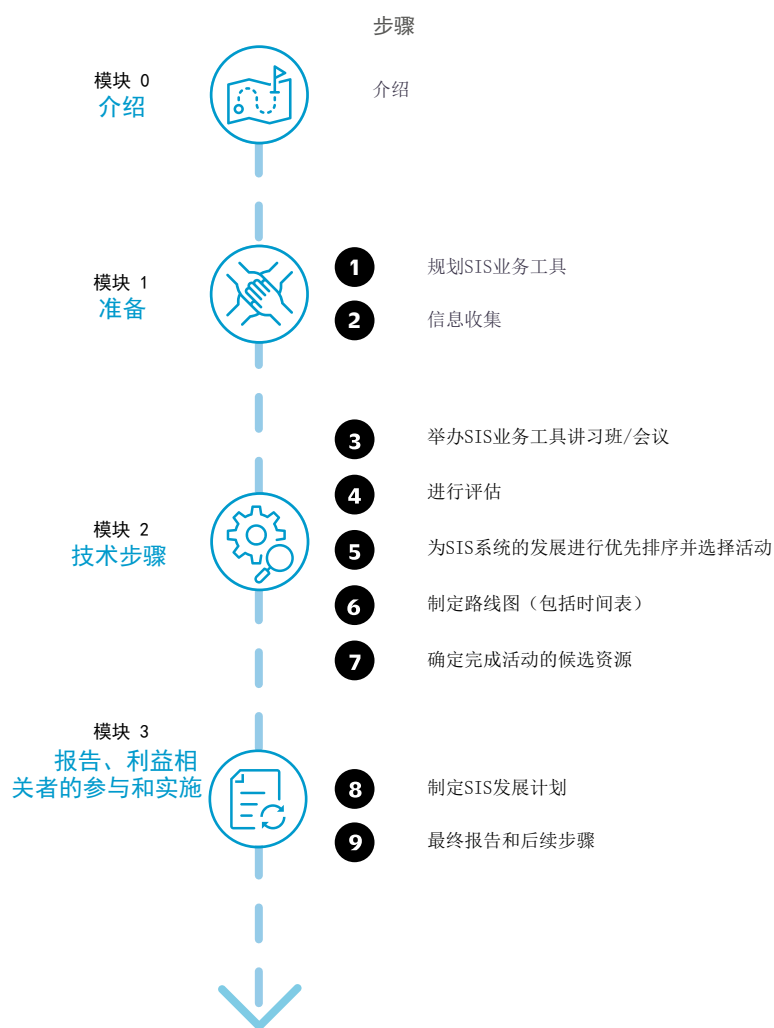 步骤
模块 0
介绍
介绍
模块 1
准备
1 规划SIS业务工具
2 信息收集
模块 2
技术步骤
3 举办SIS业务工具讲习班/会议
4 进行评估
5 为SIS系统的发展进行优先排序并选择活动
6 制定路线图（包括时间表）
7 确定完成活动的候选资源
模块 3
报告、利益相
关者的参与和实施
8 制定SIS发展计划
9 最终报告和后续步骤